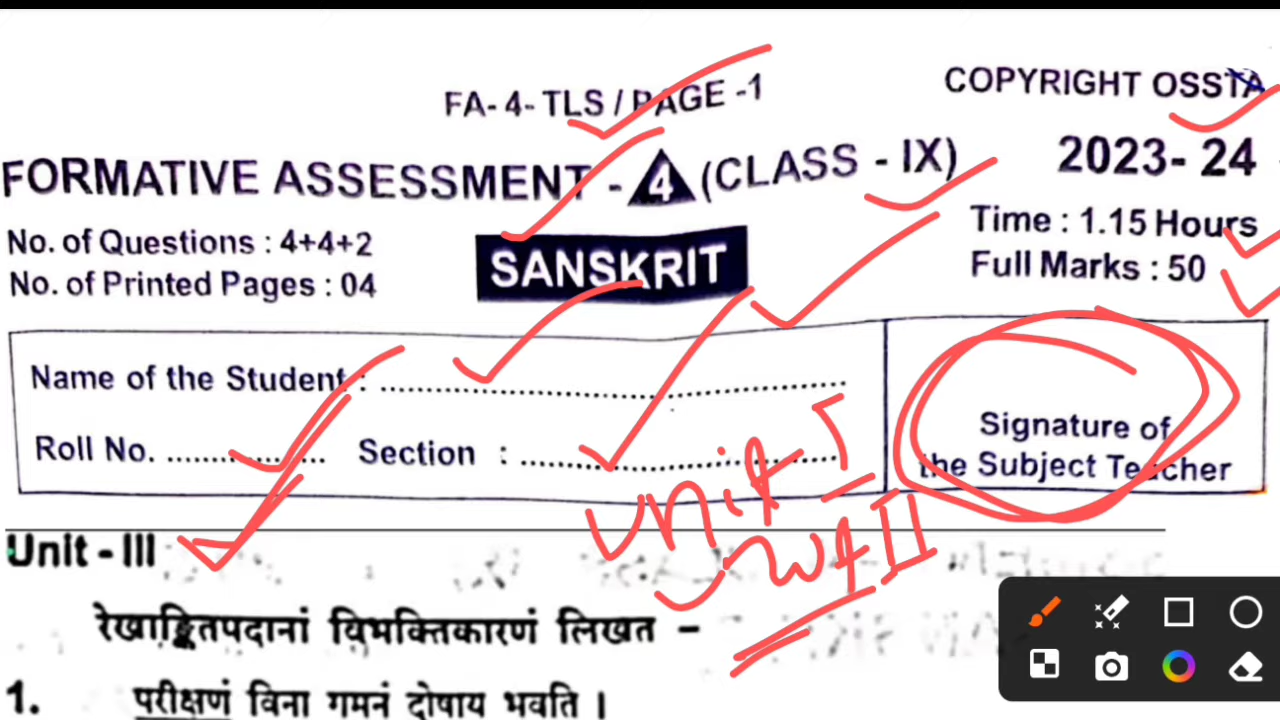 FA- 4- TLS / PAGE -1
COPYRIGHT OSSTA
FORMATIVE ASSESSMENT - 4 (CLASS - IX)
2023- 24
No. of Questions : 4+4+2
SANSKRIT
Time : 1.15 Hours
No. of Printed Pages : 04
Full Marks : 50
Name of the Student : ........................................
Roll No. .................. Section : ........................................
Signature of
the Subject Teacher
Unit I
Unit - III
रेखाङ्कितपदानां विभक्तिकारणं लिखत –
1. परीक्षणं विना गमनं दोषाय भवति ।